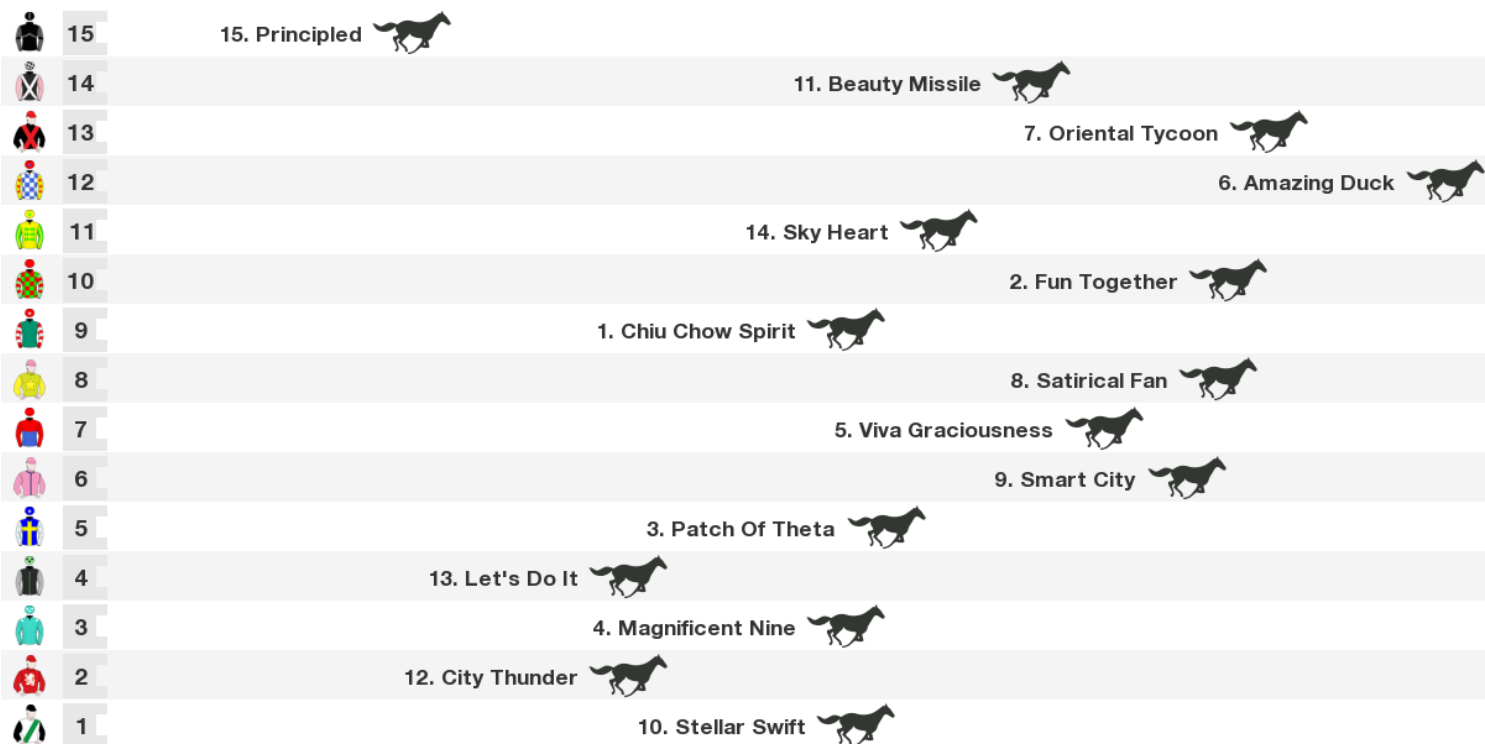 15 15. Principled
14 11. Beauty Missile
13 7. Oriental Tycoon
12 6. Amazing Duck
11 14. Sky Heart
10 2. Fun Together
9 1. Chiu Chow Spirit
8 8. Satirical Fan
7 5. Viva Graciousness
6 9. Smart City
5 3. Patch Of Theta
4 13. Let's Do It
3 4. Magnificent Nine
2 12. City Thunder
1 10. Stellar Swift